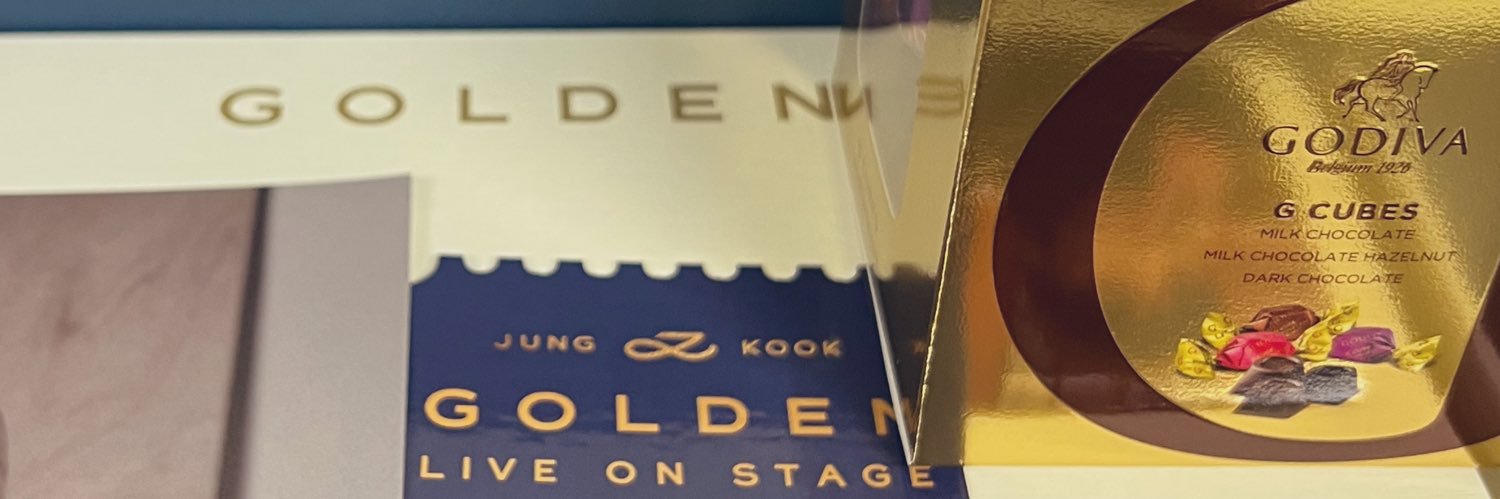 GOLDEN
JUNG KOOK
GOLDEN
LIVE ON STAGE
GODIVA
Belgium 1926
G CUBES
MILK CHOCOLATE
MILK CHOCOLATE HAZELNUT
DARK CHOCOLATE